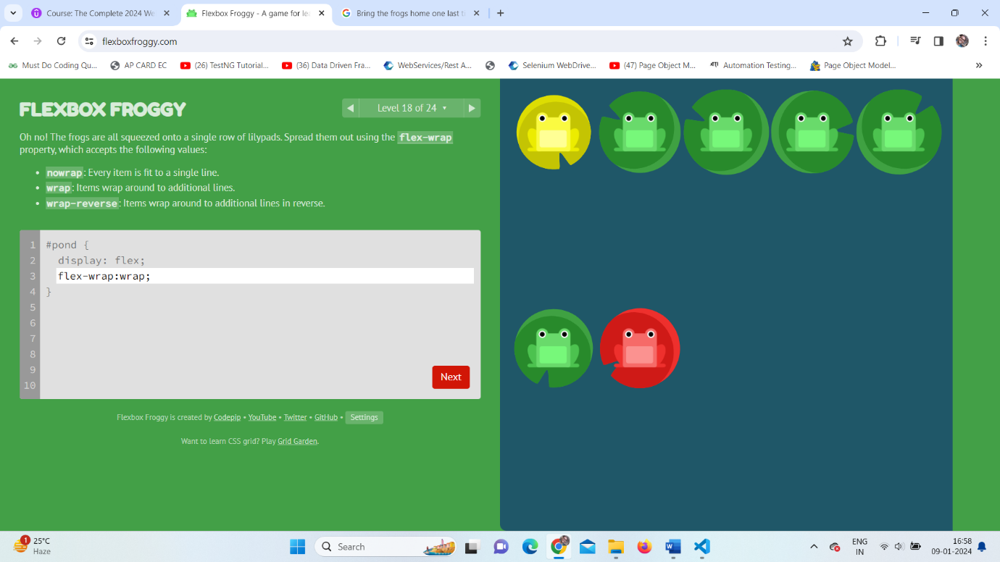 Course: The Complete 2024 We
Flexbox Froggy - A game for le
Bring the frogs home one last t
flexboxfroggy.com
Must Do Coding Qu...
AP CARD EC
(26) TestNG Tutorial...
(36) Data Driven Fra...
WebServices/Rest A...
Selenium WebDrive...
(47) Page Object M...
Automation Testing...
Page Object Model...
»
FLEXBOX FROGGY
Level 18 of 24
Oh no! The frogs are all squeezed onto a single row of lilypads. Spread them out using the flex-wrap
property, which accepts the following values:
• nowrap: Every item is fit to a single line.
• wrap: Items wrap around to additional lines.
• wrap-reverse: Items wrap around to additional lines in reverse.
1 #pond {
2 display: flex;
3 flex-wrap:wrap;
4 }
5
6
7
8
9
10
Next
Flexbox Froggy is created by Codepip • YouTube • Twitter • GitHub • Settings
Want to learn CSS grid? Play Grid Garden.
1
25°C
Haze
Search
ENG
IN
16:58
09-01-2024